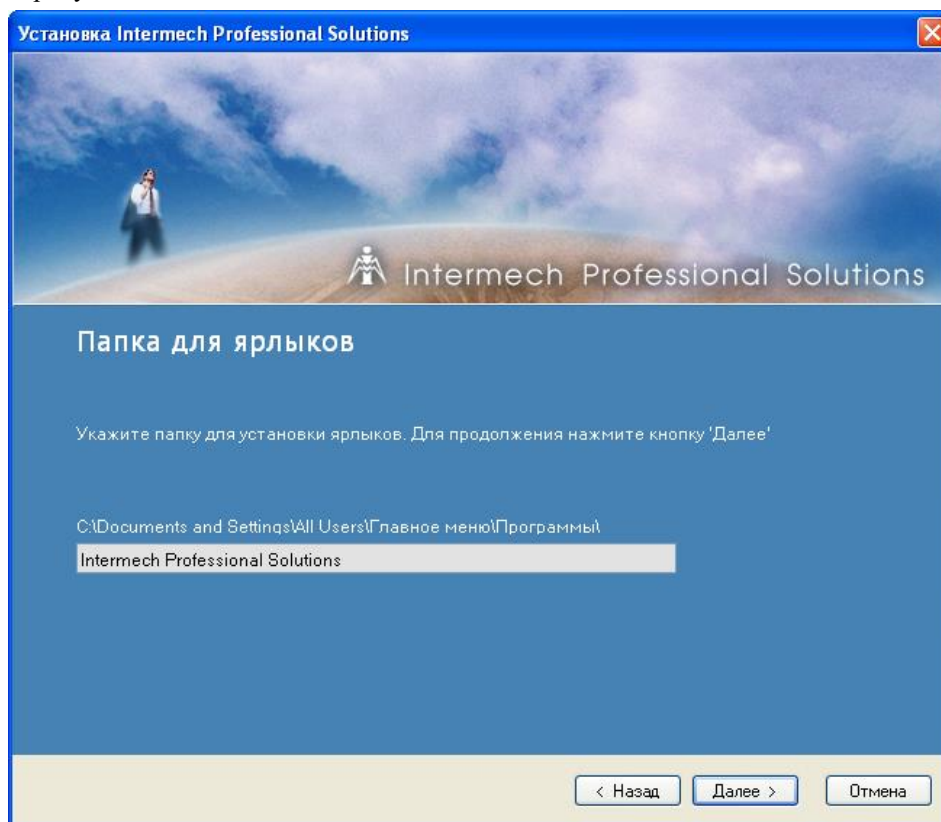 Установка Intermech Professional Solutions
Intermech Professional Solutions
Папка для ярлыков
Укажите папку для установки ярлыков. Для продолжения нажмите кнопку 'Далее'
C:\Documents and Settings\All Users\Главное меню\Программы\
Intermech Professional Solutions
< Назад Далее > Отмена